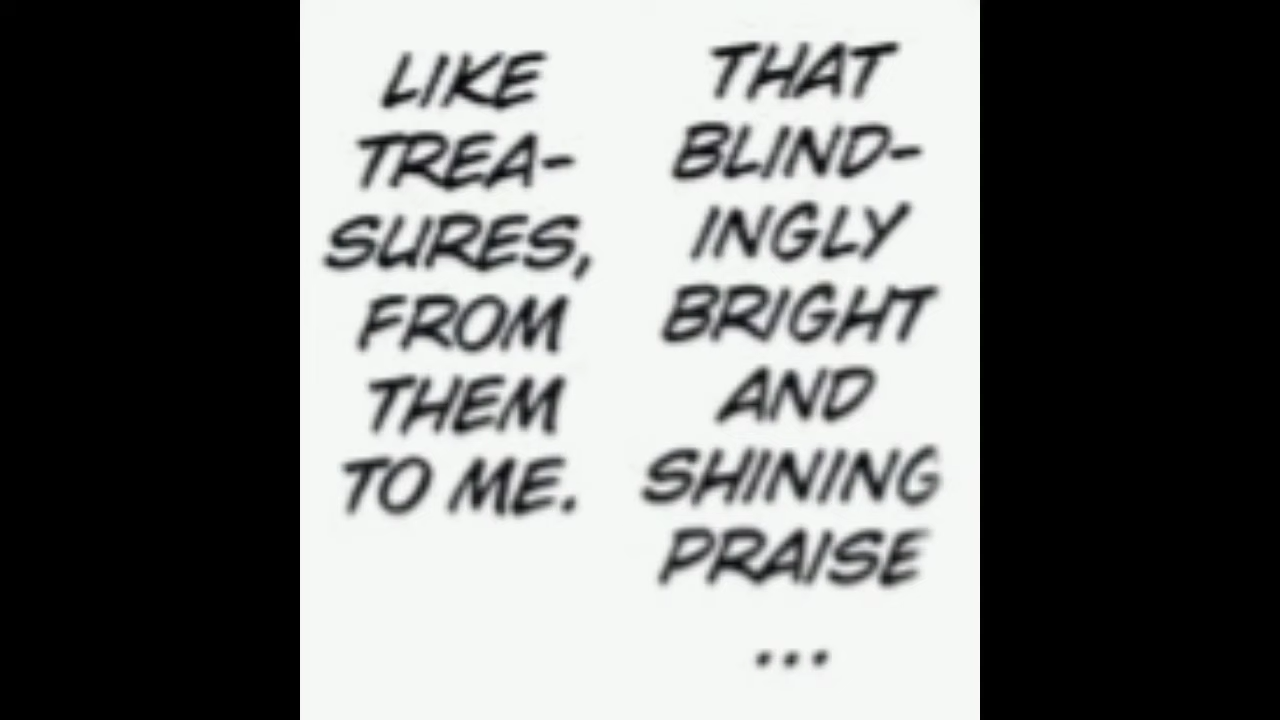 THAT
BLIND-
INGLY
BRIGHT
AND
SHINING
PRAISE
...
LIKE
TREA-
SURES,
FROM
THEM
TO ME.